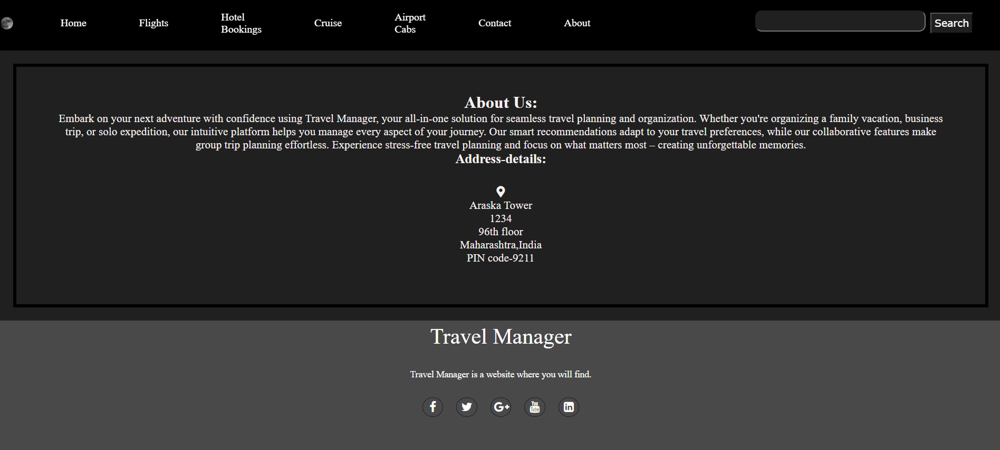 Home
Flights
Hotel
Bookings
Cruise
Airport
Cabs
Contact
About
Search
About Us:
Embark on your next adventure with confidence using Travel Manager, your all-in-one solution for seamless travel planning and organization. Whether you're organizing a family vacation, business
trip, or solo expedition, our intuitive platform helps you manage every aspect of your journey. Our smart recommendations adapt to your travel preferences, while our collaborative features make
group trip planning effortless. Experience stress-free travel planning and focus on what matters most – creating unforgettable memories.
Address-details:
Araska Tower
1234
96th floor
Maharashtra,India
PIN code-9211
Travel Manager
Travel Manager is a website where you will find.
You
Tube